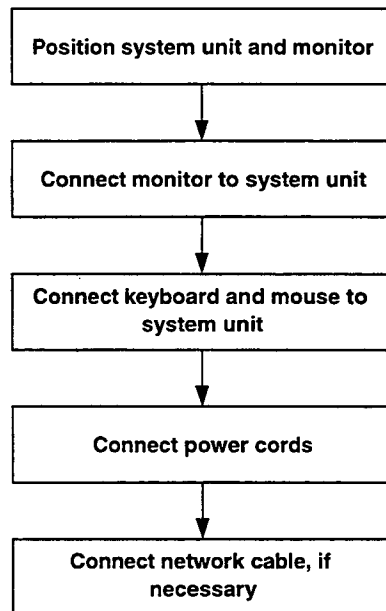 Position system unit and monitor
Connect monitor to system unit
Connect keyboard and mouse to
system unit
Connect power cords
Connect network cable, if
necessary